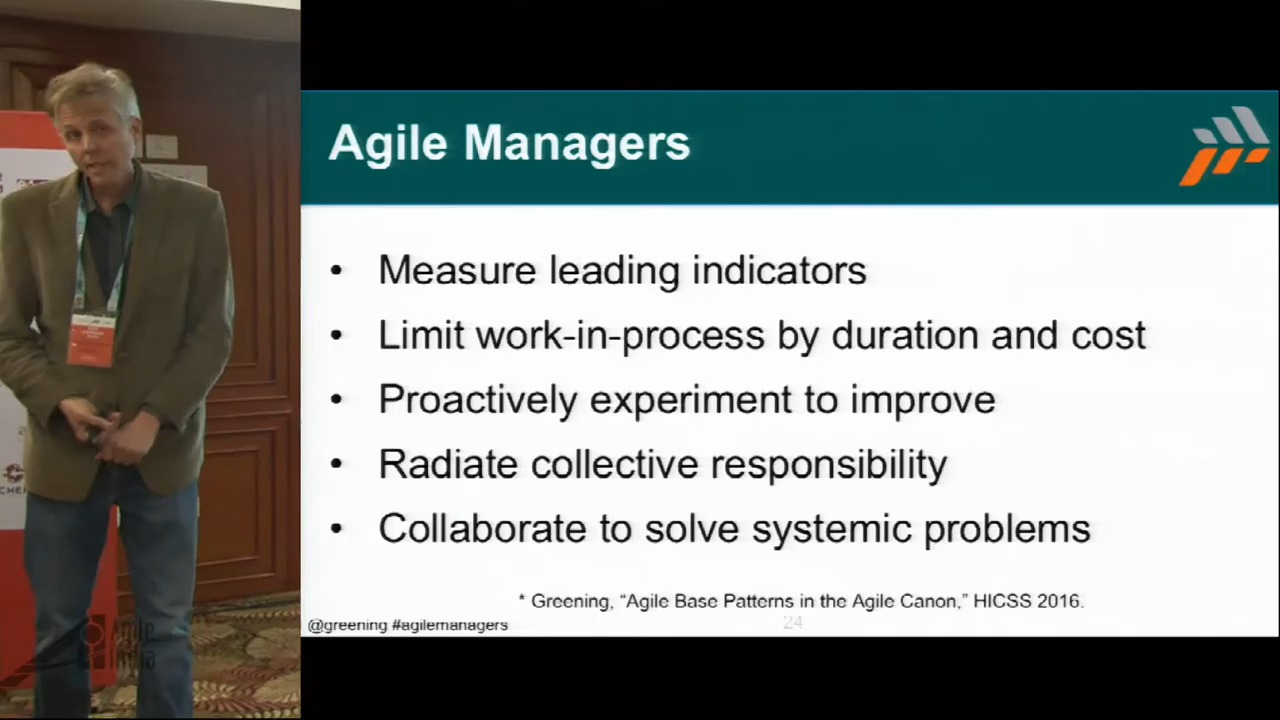 Agile Managers
• Measure leading indicators
• Limit work-in-process by duration and cost
• Proactively experiment to improve
• Radiate collective responsibility
• Collaborate to solve systemic problems
* Greening, “Agile Base Patterns in the Agile Canon,” HICSS 2016.
@greening #agilemanagers
24
Agile
India